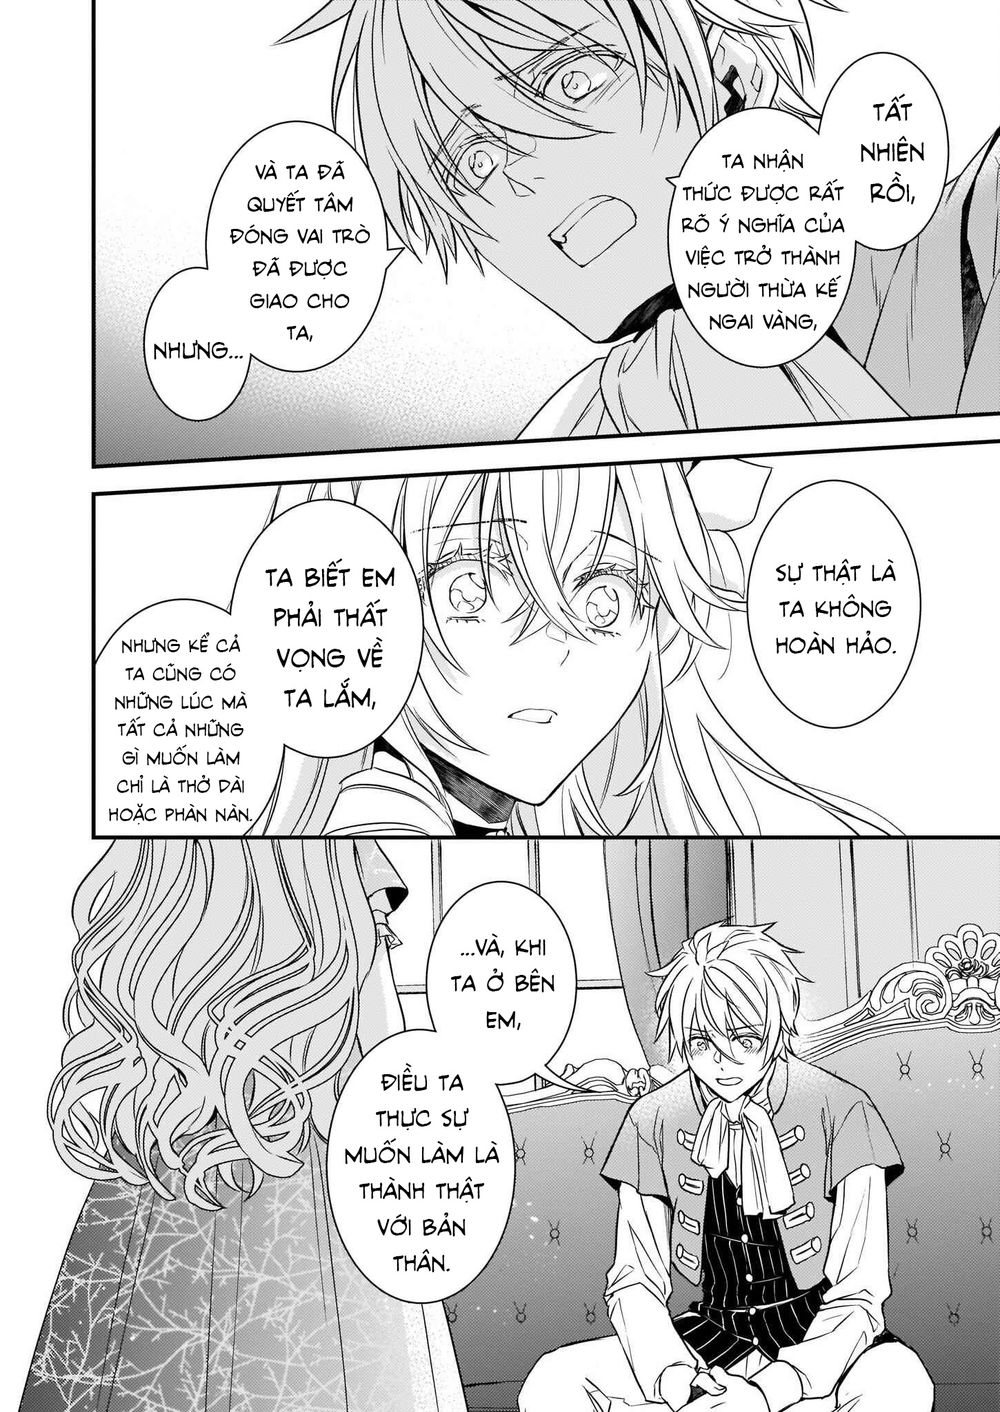 TẤT
NHIÊN
RỒI,
TA NHẬN
THỨC ĐƯỢC RẤT
RÕ Ý NGHĨA CỦA
VIỆC TRỞ THÀNH
NGƯỜI THỪA KẾ
NGAI VÀNG,
VÀ TA ĐÃ
QUYẾT TÂM
ĐÓNG VAI TRÒ
ĐÃ ĐƯỢC
GIAO CHO
TA,
NHƯNG...
SỰ THẬT LÀ
TA KHÔNG
HOÀN HẢO.
TA BIẾT EM
PHẢI THẤT
VỌNG VỀ
TA LẮM,
NHƯNG KỂ CẢ
TA CŨNG CÓ
NHỮNG LÚC MÀ
TẤT CẢ NHỮNG
GÌ MUỐN LÀM
CHỈ LÀ THỞ DÀI
HOẶC PHÀN NÀN.
...VÀ, KHI
TA Ở BÊN
EM,
ĐIỀU TA
THỰC SỰ
MUỐN LÀM LÀ
THÀNH THẬT
VỚI BẢN
THÂN.